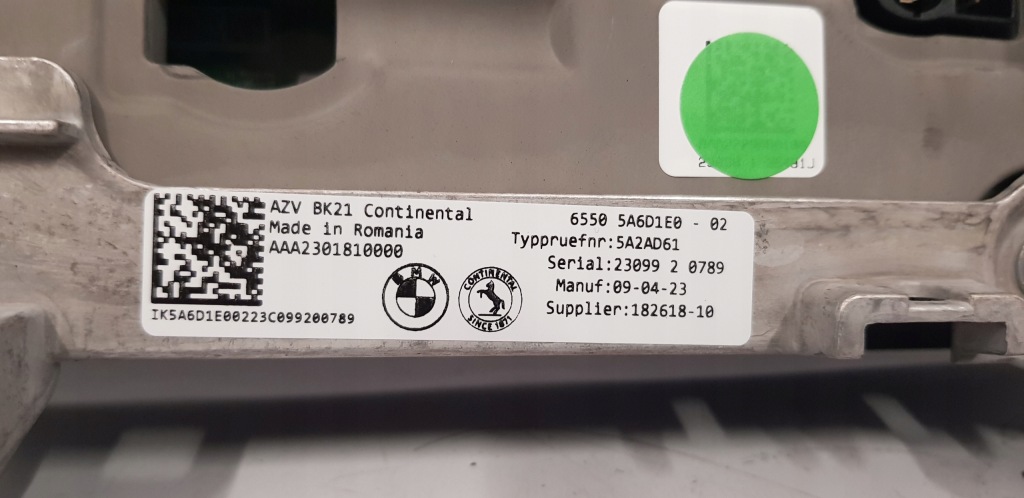 AZV BK21 Continental
Made in Romania
AAA2301810000
IK5A6D1E00223C099200789
BMW
CONTINENTAL
SINCE 1871
6550 5A6D1E0 - 02
Typpruefnr:5A2AD61
Serial:23099 2 0789
Manuf:09-04-23
Supplier:182618-10